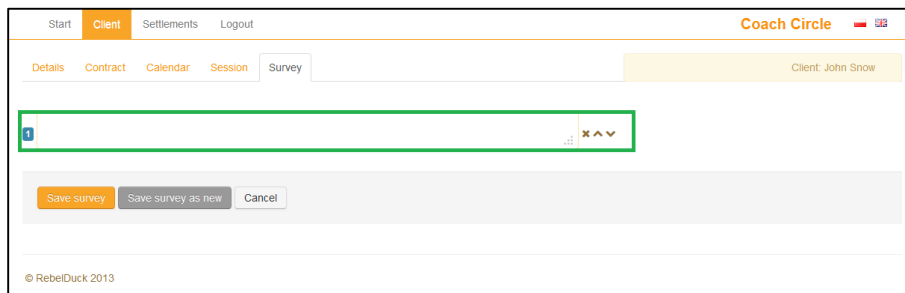 Start Client Settlements Logout Coach Circle
Details Contract Calendar Session Survey Client: John Snow
1
Save survey Save survey as new Cancel
© RebelDuck 2013